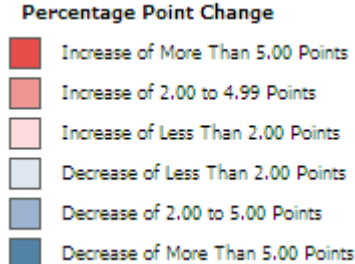 Percentage Point Change
Increase of More Than 5.00 Points
Increase of 2.00 to 4.99 Points
Increase of Less Than 2.00 Points
Decrease of Less Than 2.00 Points
Decrease of 2.00 to 5.00 Points
Decrease of More Than 5.00 Points